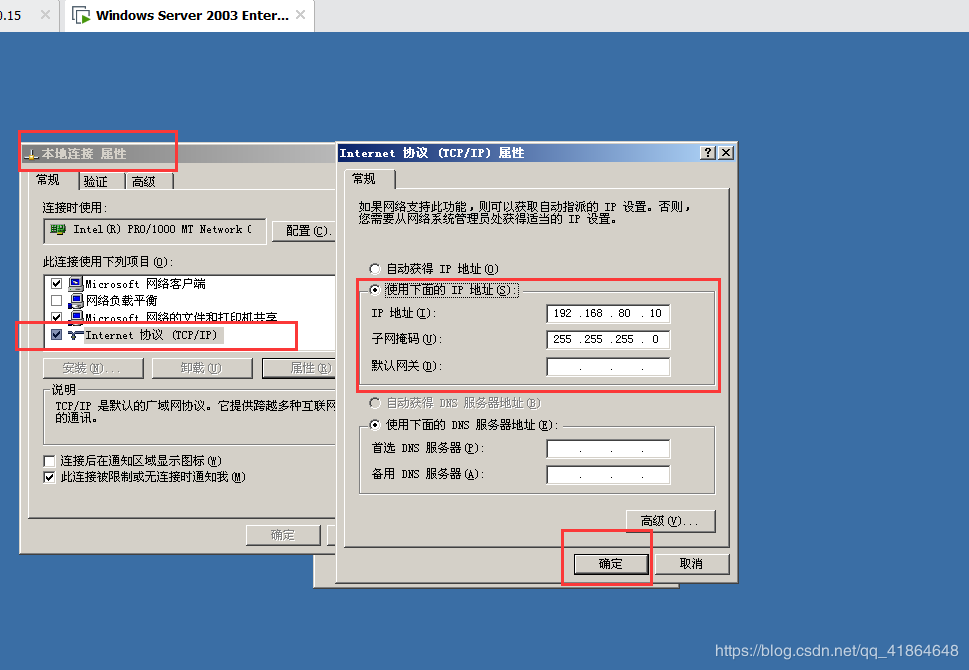 0.15
Windows Server 2003 Enter...
本地连接 属性
常规 验证 高级
连接时使用:
Intel(R) PRO/1000 MT Network C
配置(C).
此连接使用下列项目(O):
Microsoft 网络客户端
网络负载平衡
Microsoft 网络的文件和打印机共享
Internet 协议 (TCP/IP)
安装(N)... 卸载(U) 属性(R)
说明
TCP/IP 是默认的广域网协议。它提供跨越多种互联网
的通讯。
连接后在通知区域显示图标(W)
此连接被限制或无连接时通知我(M)
确定
Internet 协议 (TCP/IP) 属性
常规
如果网络支持此功能，则可以获取自动指派的 IP 设置。否则，
您需要从网络系统管理员处获得适当的 IP 设置。
自动获得 IP 地址(O)
使用下面的 IP 地址(S):
IP 地址(I): 192 .168 . 80 . 10
子网掩码(U): 255 .255 .255 . 0
默认网关(D): . . .
自动获得 DNS 服务器地址(B)
使用下面的 DNS 服务器地址(E):
首选 DNS 服务器(P): . . .
备用 DNS 服务器(A): . . .
高级(V)...
确定 取消
https://blog.csdn.net/qq_41864648